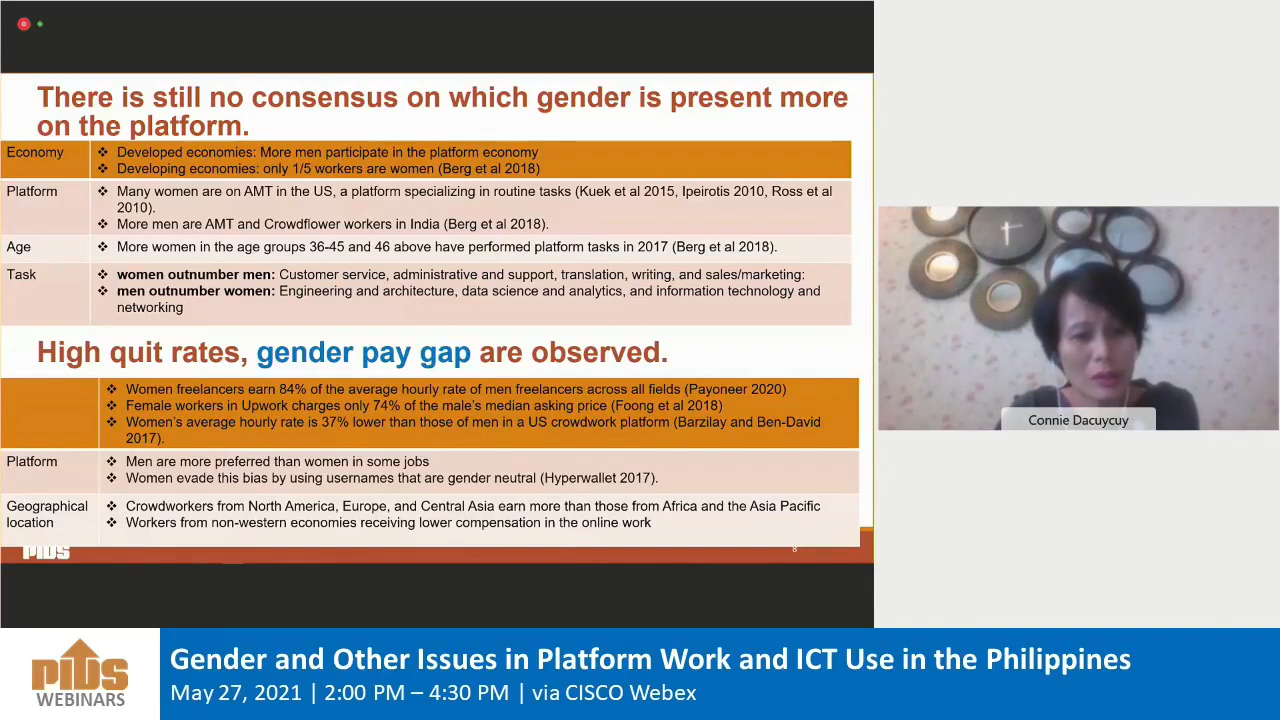 There is still no consensus on which gender is present more
on the platform.
Economy
❖ Developed economies: More men participate in the platform economy
❖ Developing economies: only 1/5 workers are women (Berg et al 2018)
Platform
❖ Many women are on AMT in the US, a platform specializing in routine tasks (Kuek et al 2015, Ipeirotis 2010, Ross et al
2010).
❖ More men are AMT and Crowdflower workers in India (Berg et al 2018).
Age
❖ More women in the age groups 36-45 and 46 above have performed platform tasks in 2017 (Berg et al 2018).
Task
❖ women outnumber men: Customer service, administrative and support, translation, writing, and sales/marketing:
❖ men outnumber women: Engineering and architecture, data science and analytics, and information technology and
networking
High quit rates, gender pay gap are observed.
❖ Women freelancers earn 84% of the average hourly rate of men freelancers across all fields (Payoneer 2020)
❖ Female workers in Upwork charges only 74% of the male's median asking price (Foong et al 2018)
❖ Women's average hourly rate is 37% lower than those of men in a US crowdwork platform (Barzilay and Ben-David
2017).
Platform
❖ Men are more preferred than women in some jobs
❖ Women evade this bias by using usernames that are gender neutral (Hyperwallet 2017).
Geographical
location
❖ Crowdworkers from North America, Europe, and Central Asia earn more than those from Africa and the Asia Pacific
❖ Workers from non-western economies receiving lower compensation in the online work
PIDS
8
Connie Dacuycuy
PIDS
WEBINARS
Gender and Other Issues in Platform Work and ICT Use in the Philippines
May 27, 2021 | 2:00 PM – 4:30 PM | via CISCO Webex